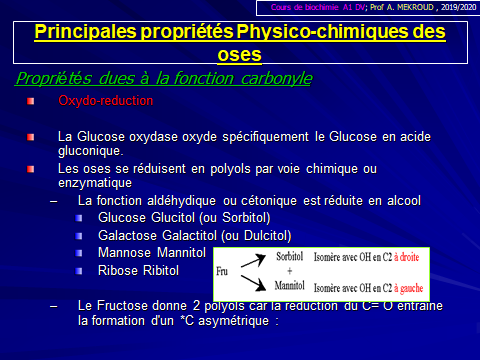 Cours de biochimie A1 DV; Prof A. MEKROUD , 2019/2020
Principales propriétés Physico-chimiques des
oses
Propriétés dues à la fonction carbonyle
Oxydo-reduction
La Glucose oxydase oxyde spécifiquement le Glucose en acide
gluconique.
Les oses se réduisent en polyols par voie chimique ou
enzymatique
– La fonction aldéhydique ou cétonique est réduite en alcool
Glucose Glucitol (ou Sorbitol)
Galactose Galactitol (ou Dulcitol)
Mannose Mannitol
Ribose Ribitol
Sorbitol Isomère avec OH en C2 à droite
Fru +
Mannitol Isomère avec OH en C2 à gauche
– Le Fructose donne 2 polyols car la réduction du C= O entraîne
la formation d'un *C asymétrique :